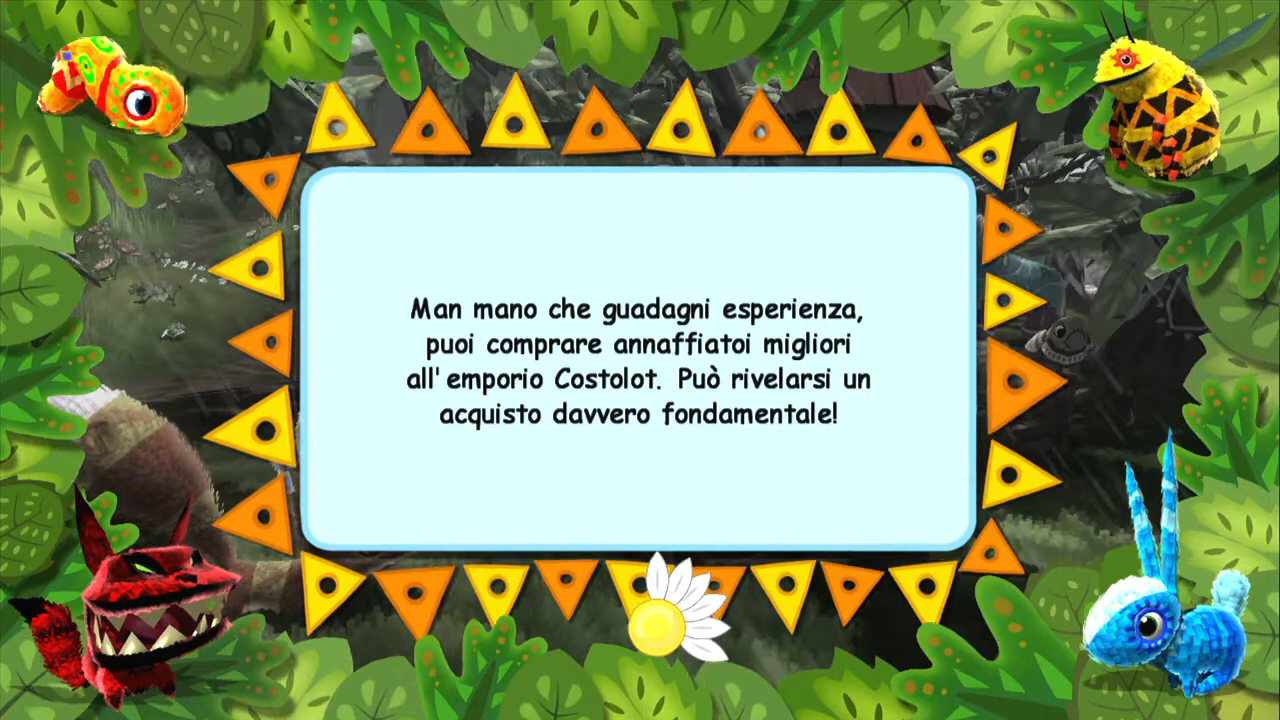 Man mano che guadagni esperienza,
puoi comprare annaffiatoi migliori
all'emporio Costolot. Può rivelarsi un
acquisto davvero fondamentale!